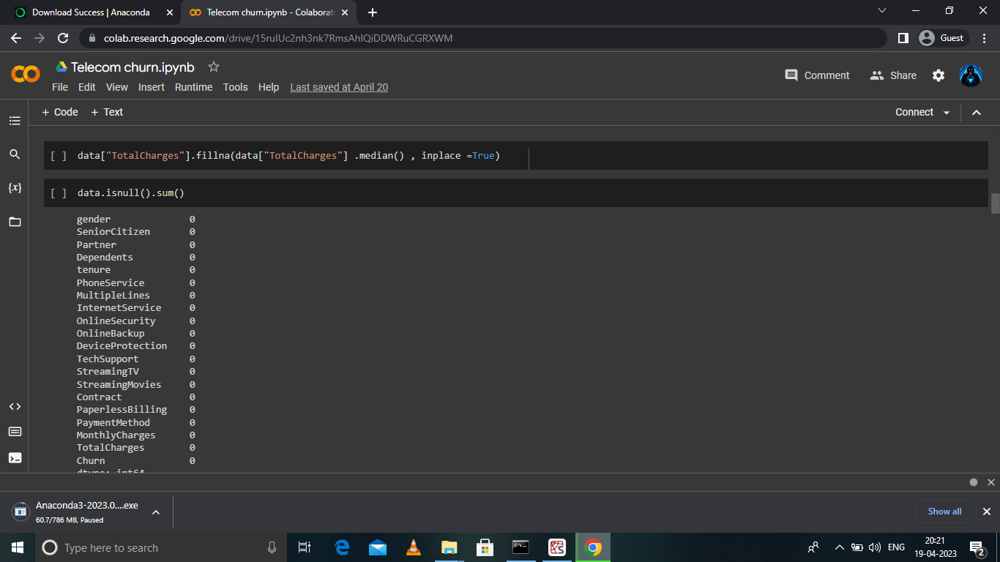 Download Success | Anaconda
Telecom churn.ipynb - Colaborato
colab.research.google.com/drive/15rulUc2nh3nk7RmsAhlQiDDWRuCGRXWM
Guest
Telecom churn.ipynb
File Edit View Insert Runtime Tools Help Last saved at April 20
Comment
Share
+ Code + Text
Connect
[ ] data["TotalCharges"].fillna(data["TotalCharges"] .median() , inplace =True)
[ ] data.isnull().sum()
gender 0
SeniorCitizen 0
Partner 0
Dependents 0
tenure 0
PhoneService 0
MultipleLines 0
InternetService 0
OnlineSecurity 0
OnlineBackup 0
DeviceProtection 0
TechSupport 0
StreamingTV 0
StreamingMovies 0
Contract 0
PaperlessBilling 0
PaymentMethod 0
MonthlyCharges 0
TotalCharges 0
Churn 0
dtype: int64
Anaconda3-2023.0....exe
60.7/786 MB, Paused
Show all
Type here to search
ENG
20:21
19-04-2023
2